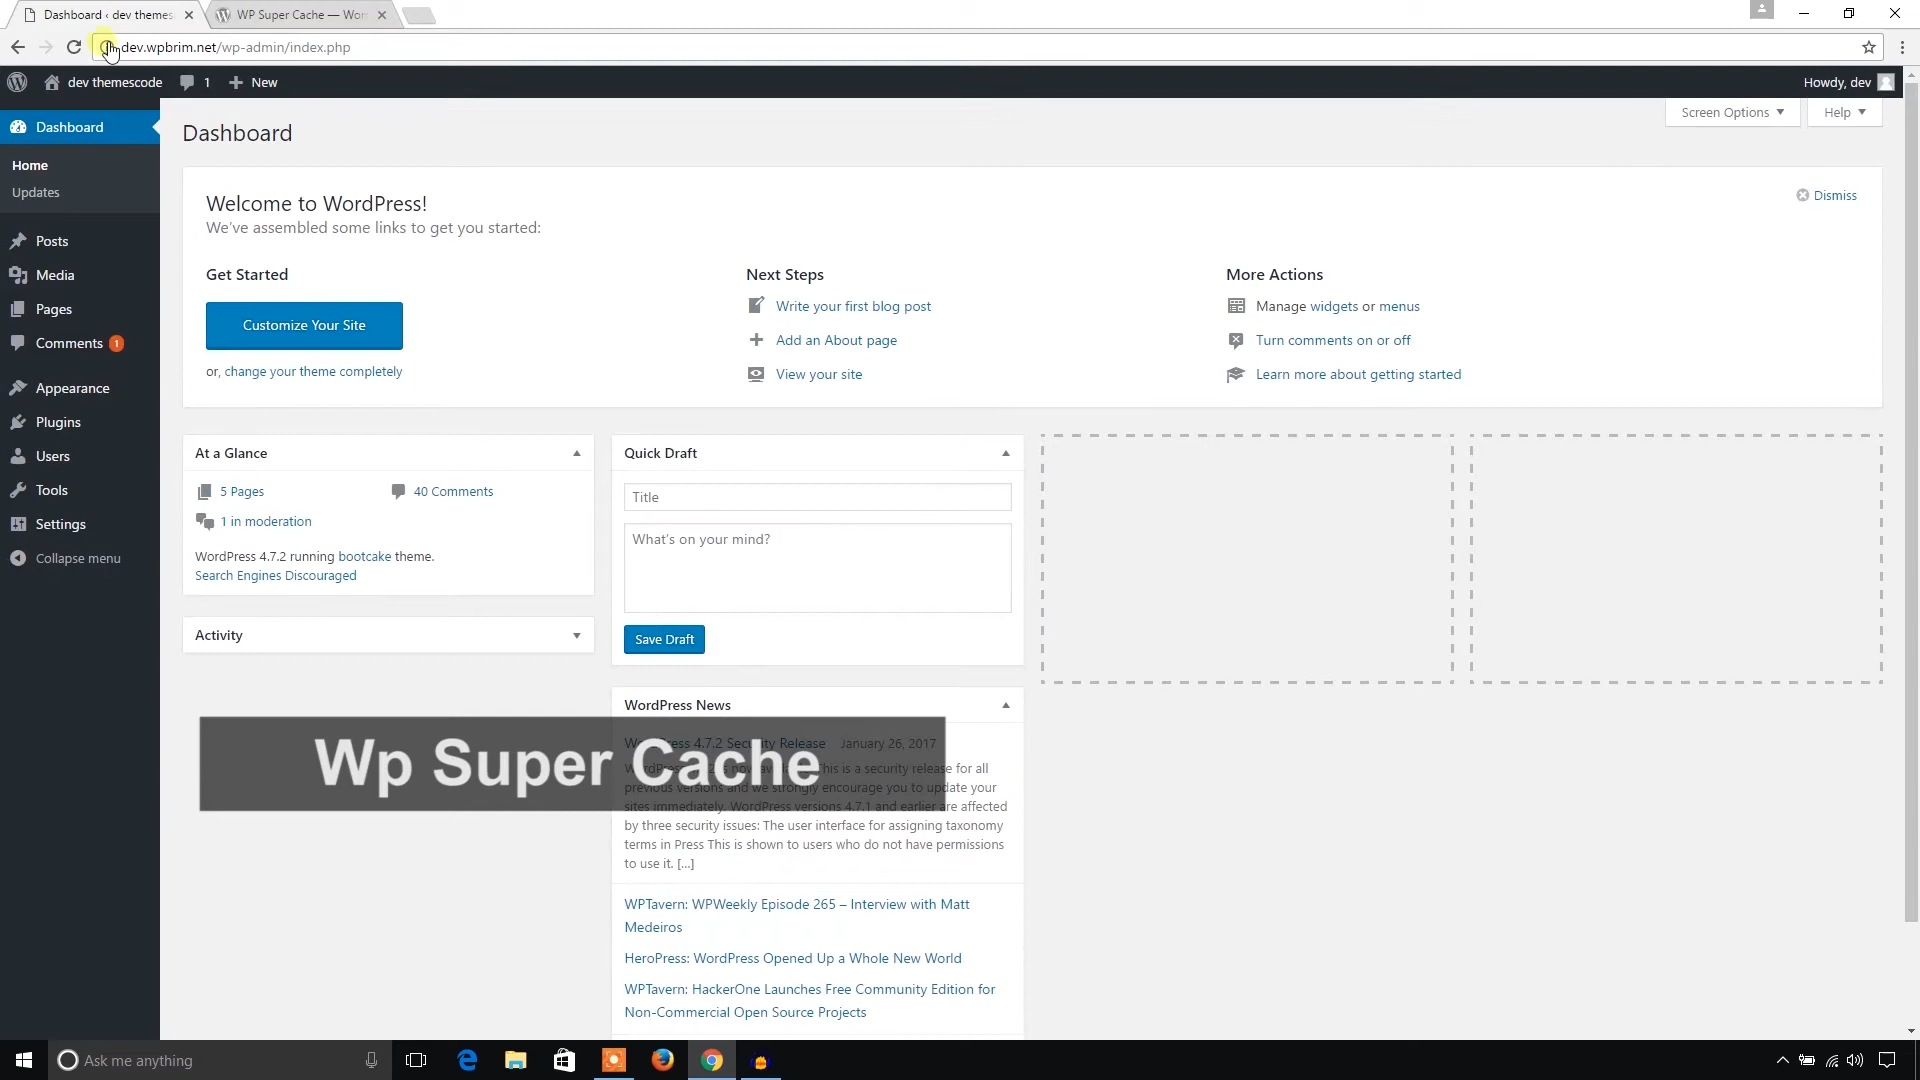 Dashboard ‹ dev themes
WP Super Cache — Wor
dev.wpbrim.net/wp-admin/index.php
dev themescode
1
New
Howdy, dev
Dashboard
Home
Updates
Posts
Media
Pages
Comments 1
Appearance
Plugins
Users
Tools
Settings
Collapse menu
Dashboard
Screen Options
Help
Welcome to WordPress!
We've assembled some links to get you started:
Dismiss
Get Started
Customize Your Site
or, change your theme completely
Next Steps
Write your first blog post
Add an About page
View your site
More Actions
Manage widgets or menus
Turn comments on or off
Learn more about getting started
At a Glance
5 Pages
40 Comments
1 in moderation
WordPress 4.7.2 running bootcake theme.
Search Engines Discouraged
Activity
Quick Draft
Title
What's on your mind?
Save Draft
WordPress News
WordPress 4.7.2 Security Release January 26, 2017
WordPress 4.7.2 is now available. This is a security release for all
previous versions and we strongly encourage you to update your
sites immediately. WordPress versions 4.7.1 and earlier are affected
by three security issues: The user interface for assigning taxonomy
terms in Press This is shown to users who do not have permissions
to use it. […]
WPTavern: WPWeekly Episode 265 – Interview with Matt
Medeiros
HeroPress: WordPress Opened Up a Whole New World
WPTavern: HackerOne Launches Free Community Edition for
Non-Commercial Open Source Projects
Wp Super Cache
Ask me anything